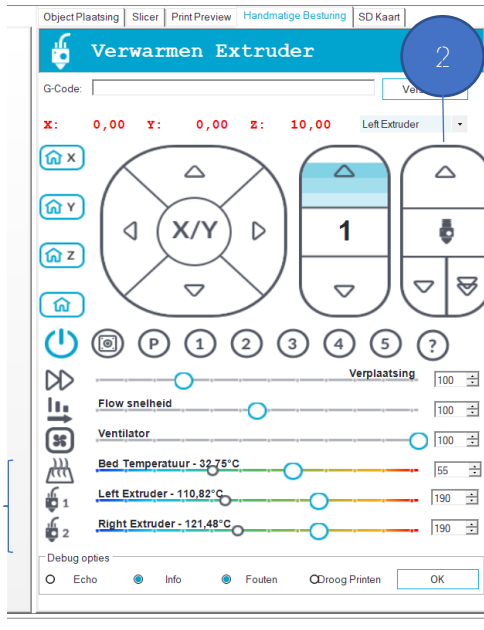 Object Plaatsing Slicer Print Preview Handmatige Besturing SD Kaart
Verwarmen Extruder
2
G-Code:
X: 0,00 Y: 0,00 Z: 10,00 Left Extruder
X
Y
Z
X/Y
1
P 1 2 3 4 5 ?
Verplaatsing 100
Flow snelheid 100
Ventilator 100
Bed Temperatuur - 32,75°C 55
1 Left Extruder - 110,82°C 190
2 Right Extruder - 121,48°C 190
Debug opties
Echo Info Fouten Droog Printen OK